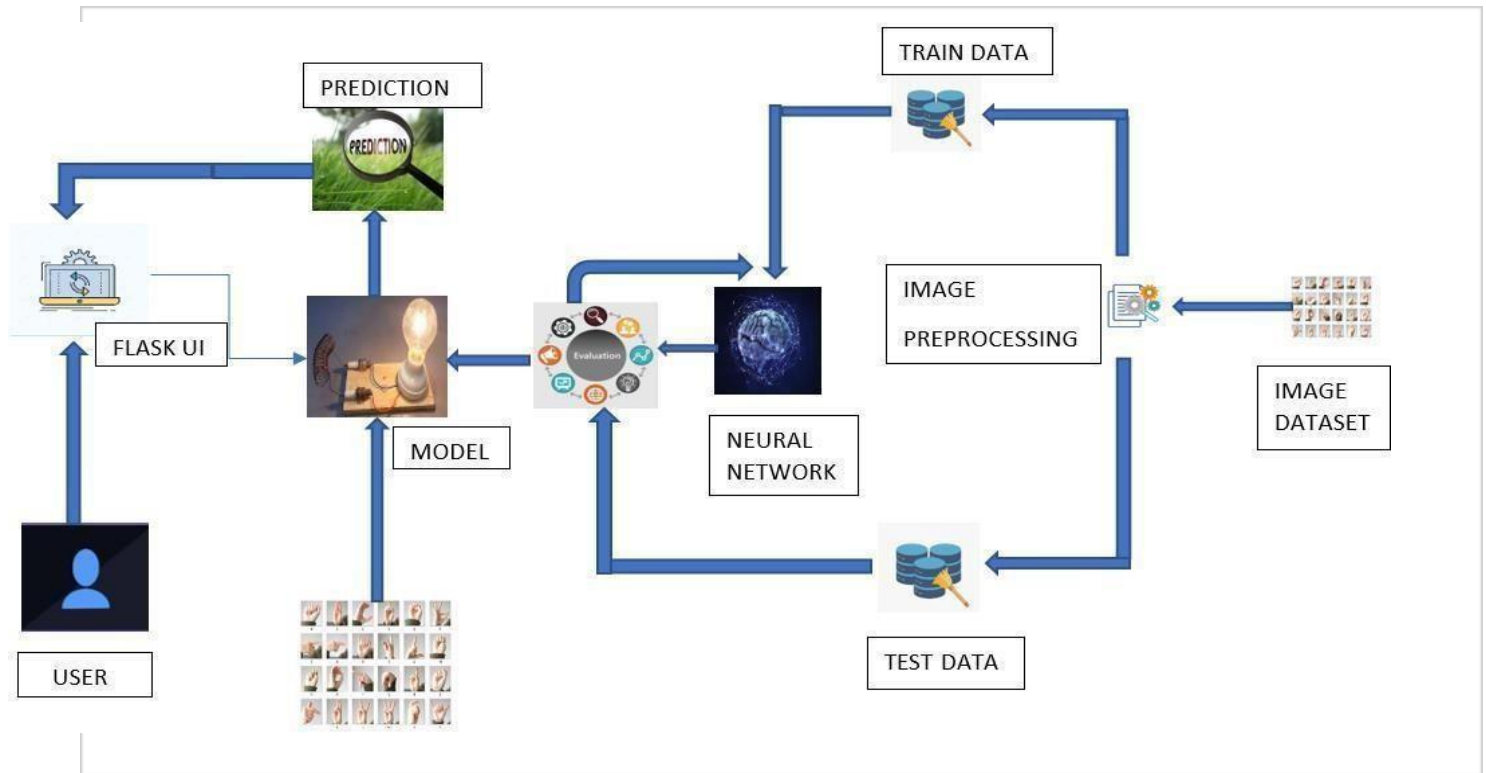 TRAIN DATA
PREDICTION
PREDICTION
IMAGE
PREPROCESSING
FLASK UI
Evaluation
IMAGE
DATASET
MODEL
NEURAL
NETWORK
USER
TEST DATA